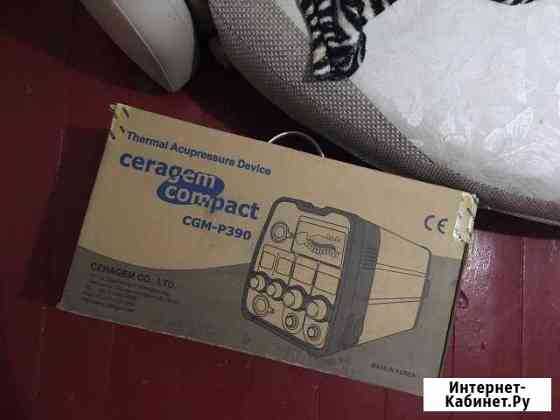 Thermal Acupressure Device
ceragem
compact
CGM-P390
CE
CERAGEM CO., LTD.
MADE IN KOREA
Интернет-
Кабинет.Ру